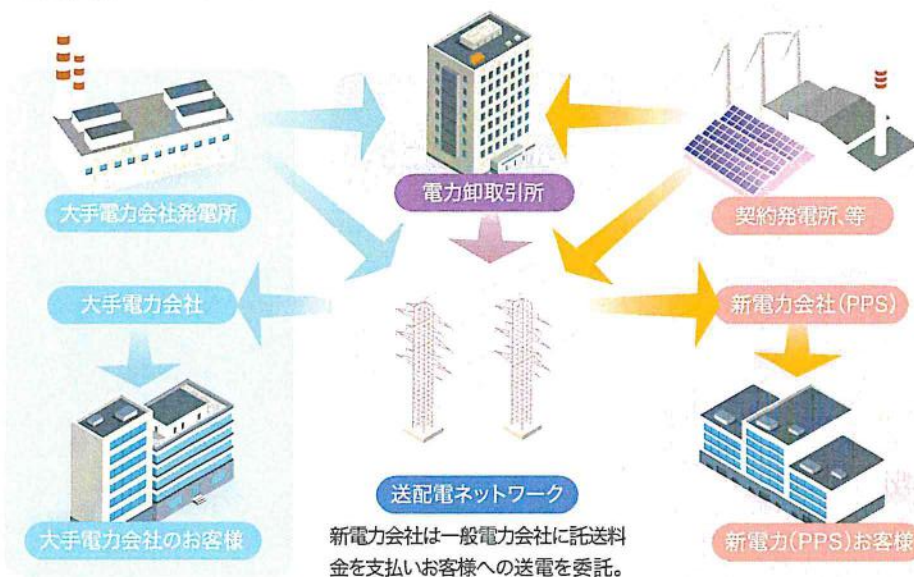 電力卸取引所
大手電力会社発電所
契約発電所、等
大手電力会社
新電力会社(PPS)
送配電ネットワーク
新電力会社は一般電力会社に託送料
金を支払いお客様への送電を委託。
大手電力会社のお客様
新電力(PPS)お客様